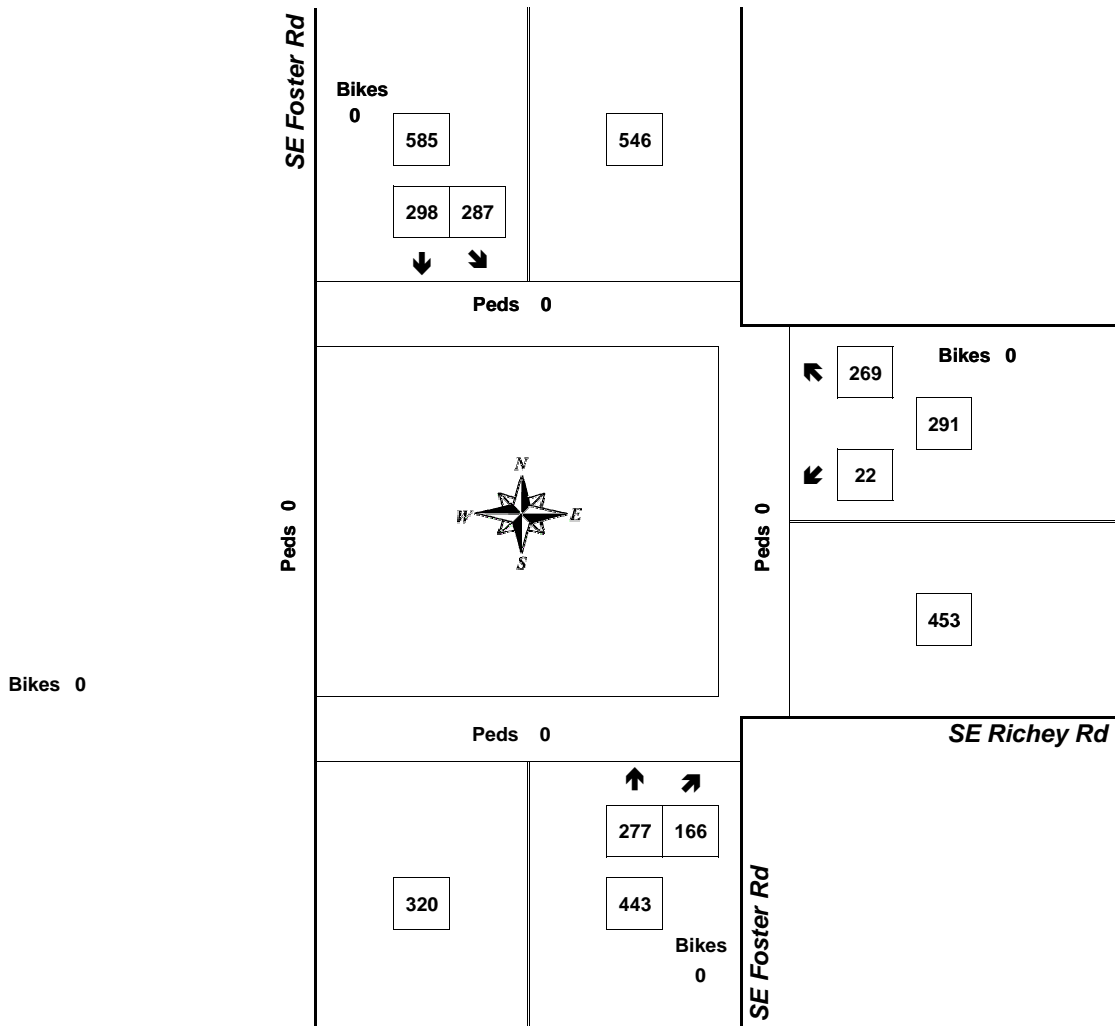 SE Foster Rd
Bikes
0
585
546
298 287
Peds 0
Bikes 0
269
291
22
N
W E
S
Peds 0
Peds 0
453
Bikes 0
Peds 0
SE Richey Rd
277 166
320
443
SE Foster Rd
Bikes
0